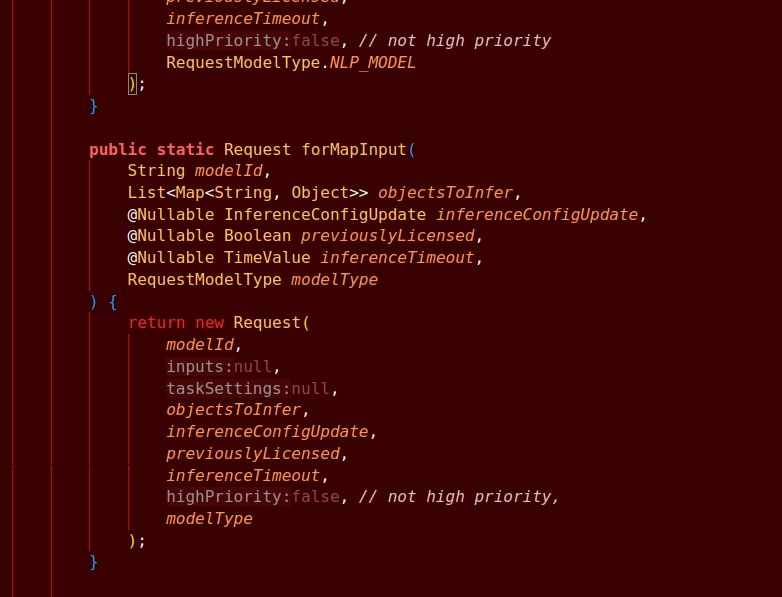 previouslyLicensed,
inferenceTimeout,
highPriority:false, // not high priority
RequestModelType.NLP_MODEL
);
}
public static Request forMapInput(
String modelId,
List<Map<String, Object>> objectsToInfer,
@Nullable InferenceConfigUpdate inferenceConfigUpdate,
@Nullable Boolean previouslyLicensed,
@Nullable TimeValue inferenceTimeout,
RequestModelType modelType
) {
return new Request(
modelId,
inputs:null,
taskSettings:null,
objectsToInfer,
inferenceConfigUpdate,
previouslyLicensed,
inferenceTimeout,
highPriority:false, // not high priority,
modelType
);
}